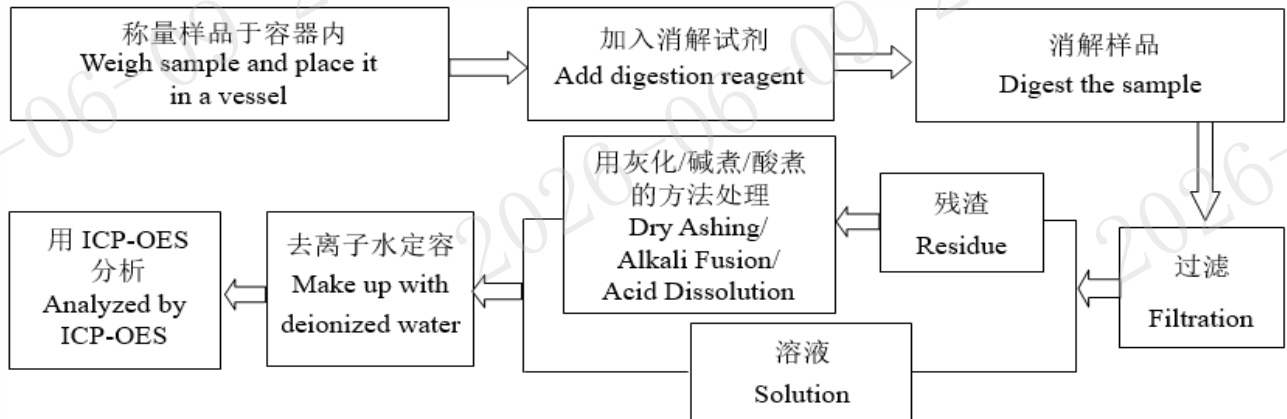 称量样品于容器内
Weigh sample and place it
in a vessel
加入消解试剂
Add digestion reagent
消解样品
Digest the sample
过滤
Filtration
残渣
Residue
用灰化/碱煮/酸煮
的方法处理
Dry Ashing/
Alkali Fusion/
Acid Dissolution
溶液
Solution
去离子水定容
Make up with
deionized water
用 ICP-OES
分析
Analyzed by
ICP-OES
2026-06-09